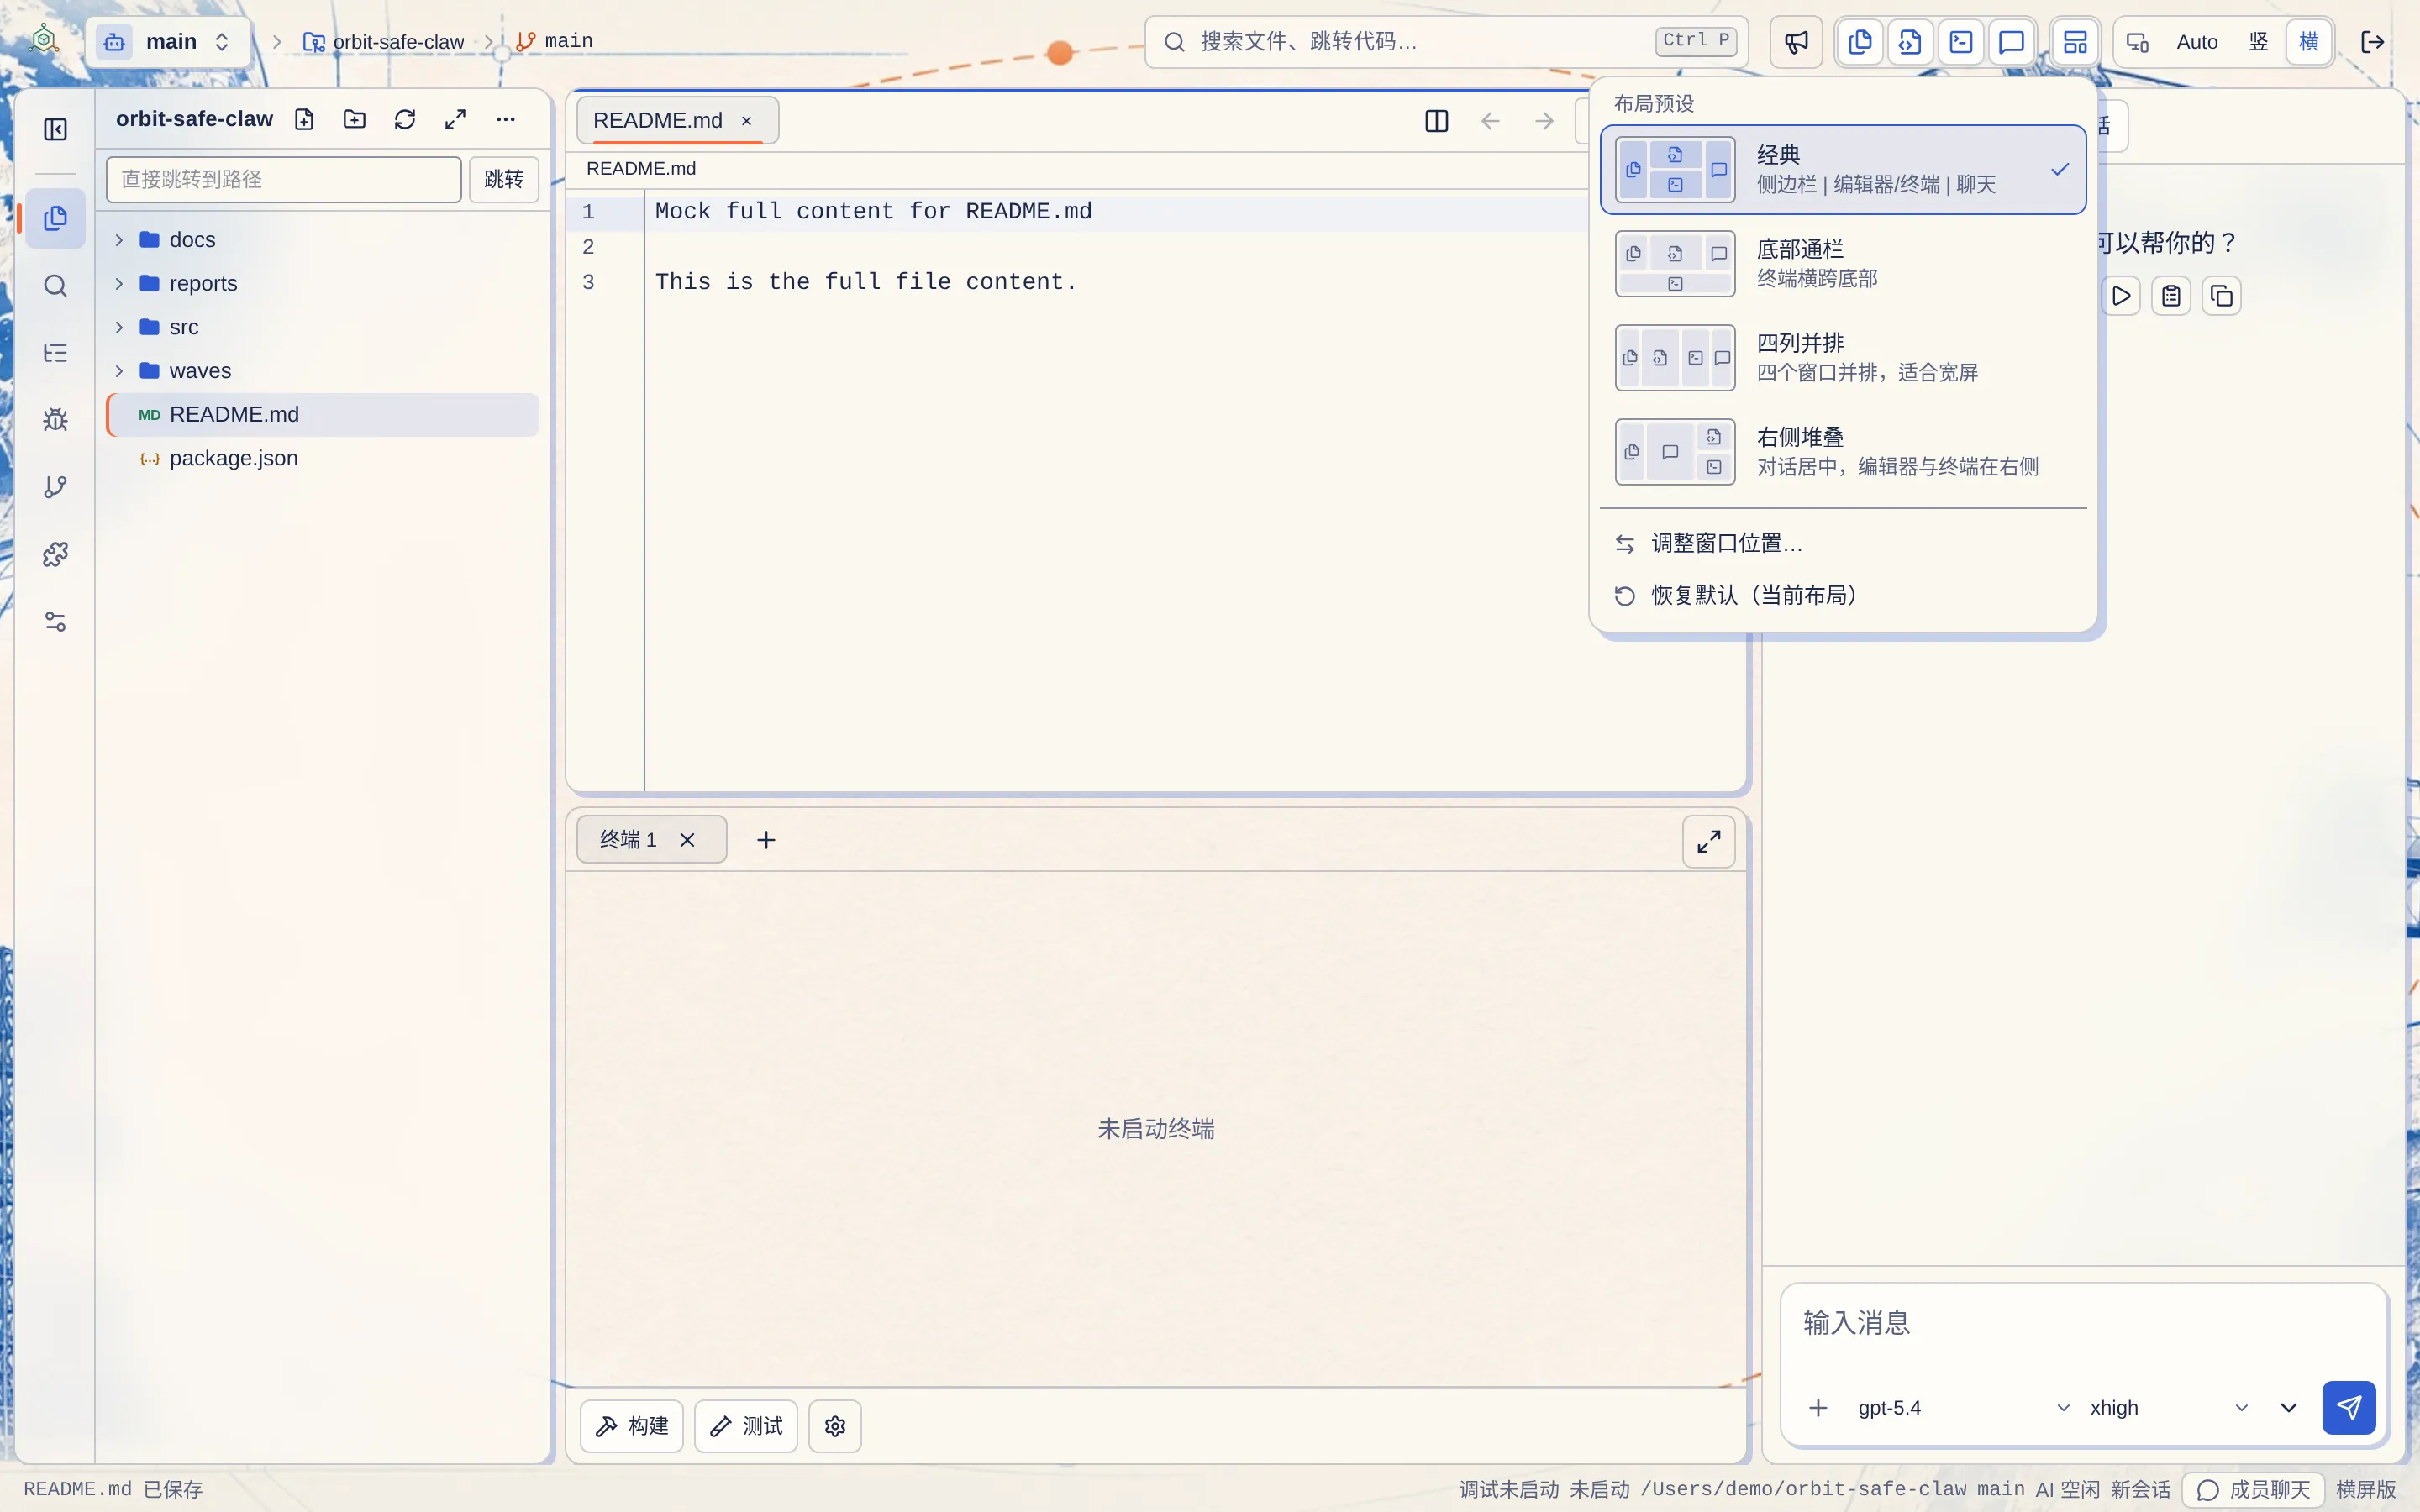 main
orbit-safe-claw
main
搜索文件、跳转代码...
Ctrl P
Auto
竖
横
orbit-safe-claw
直接跳转到路径
跳转
docs
reports
src
waves
MD README.md
{...} package.json
README.md
README.md
1 Mock full content for README.md
2
3 This is the full file content.
布局预设
经典
侧边栏 | 编辑器/终端 | 聊天
底部通栏
终端横跨底部
四列并排
四个窗口并排，适合宽屏
右侧堆叠
对话居中，编辑器与终端在右侧
调整窗口位置...
恢复默认（当前布局）
可以帮你的？
终端 1
未启动终端
构建
测试
输入消息
gpt-5.4
xhigh
README.md 已保存
调试未启动 未启动 /Users/demo/orbit-safe-claw main AI 空闲 新会话 成员聊天 横屏版